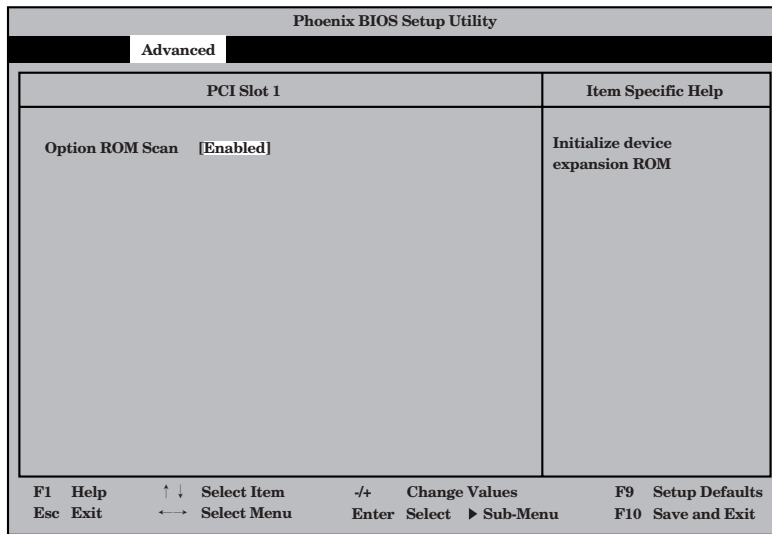 Phoenix BIOS Setup Utility
Advanced
PCI Slot 1
Item Specific Help
Option ROM Scan [Enabled]
Initialize device
expansion ROM
F1 Help ↑↓ Select Item -/+ Change Values F9 Setup Defaults
Esc Exit ←→ Select Menu Enter Select ▶ Sub-Menu F10 Save and Exit